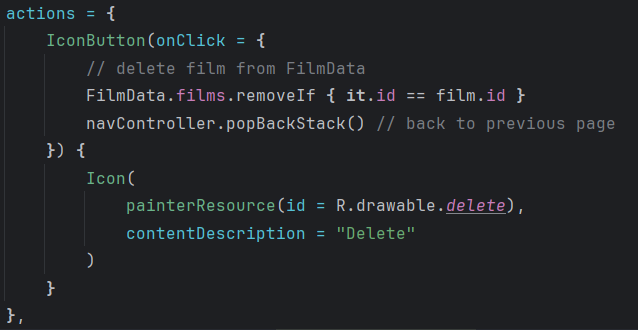 actions = {
IconButton(onClick = {
// delete film from FilmData
FilmData.films.removeIf { it.id == film.id }
navController.popBackStack() // back to previous page
}) {
Icon(
painterResource(id = R.drawable.delete),
contentDescription = "Delete"
)
}
},